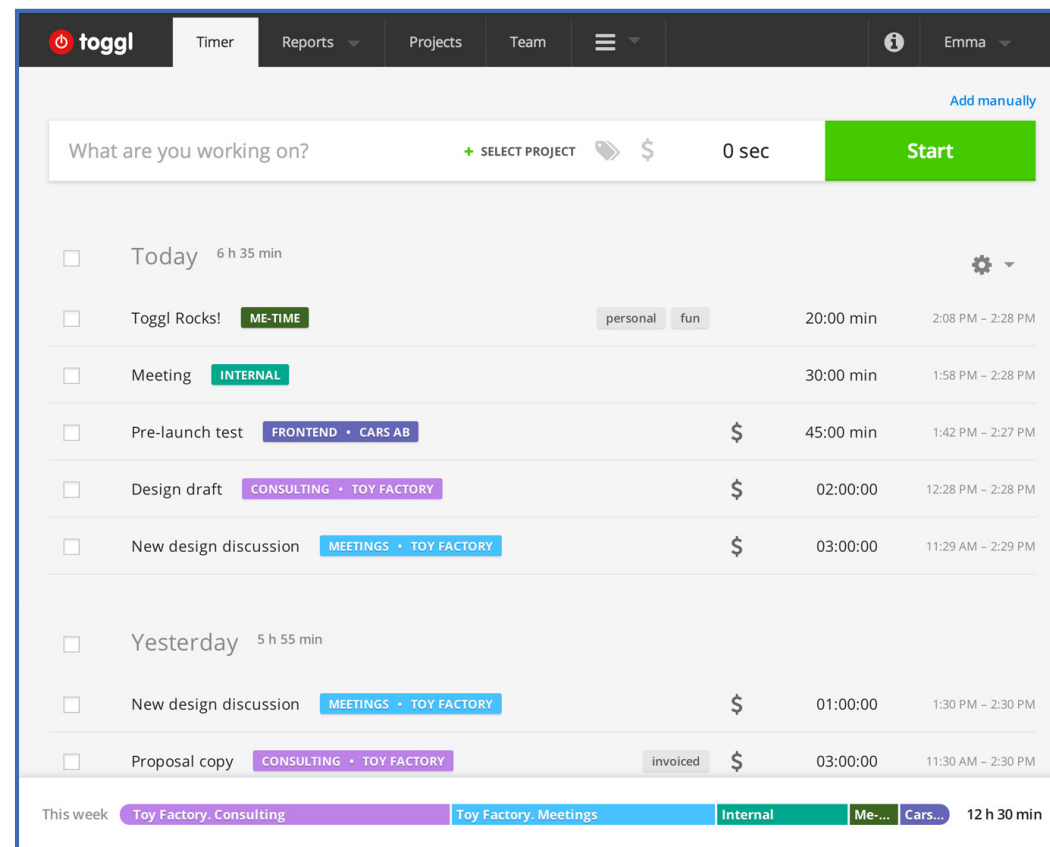 toggl Timer Reports Projects Team Emma
Add manually
What are you working on? + SELECT PROJECT $ 0 sec Start
Today 6 h 35 min
Toggl Rocks! ME-TIME personal fun 20:00 min 2:08 PM – 2:28 PM
Meeting INTERNAL 30:00 min 1:58 PM – 2:28 PM
Pre-launch test FRONTEND • CARS AB $ 45:00 min 1:42 PM – 2:27 PM
Design draft CONSULTING • TOY FACTORY $ 02:00:00 12:28 PM – 2:28 PM
New design discussion MEETINGS • TOY FACTORY $ 03:00:00 11:29 AM – 2:29 PM
Yesterday 5 h 55 min
New design discussion MEETINGS • TOY FACTORY $ 01:00:00 1:30 PM – 2:30 PM
Proposal copy CONSULTING • TOY FACTORY invoiced $ 03:00:00 11:30 AM – 2:30 PM
This week Toy Factory. Consulting Toy Factory. Meetings Internal Me-... Cars... 12 h 30 min